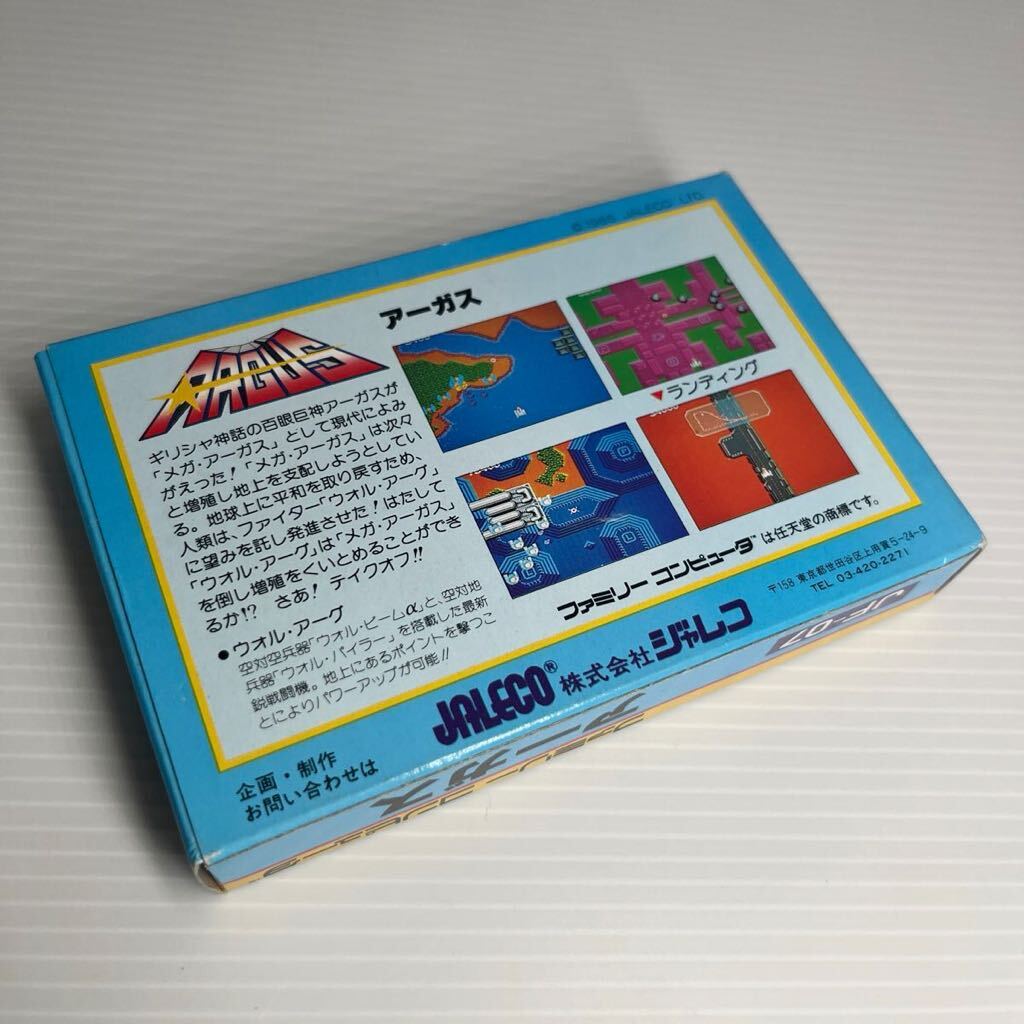 ©1986 JALECO LTD.
アーガス
ARGUS
ギリシャ神話の百眼巨神アーガスが
「メガ・アーガス」として現代によみ
がえった！「メガ・アーガス」は次々
と増殖し地上を支配しようとしてい
る。地球上に平和を取り戻すため、
人類は、ファイター「ウォル・アーグ」
に望みを託し発進させた！はたして
「ウォル・アーグ」は「メガ・アーガス」
を倒し増殖をくいとめることができ
るか!? さあ！テイクオフ!!
●ウォル・アーグ
空対空兵器「ウォル・ビームα」と、空対地
兵器「ウォル・バイラー」を搭載した最新
鋭戦闘機。地上にあるポイントを撃つこ
とによりパワーアップが可能!!
▼ランディング
ファミリーコンピュータは任天堂の商標です。
企画・制作
お問い合わせは
JALECO® 株式会社ジャレコ
〒158 東京都世田谷区上用賀5-24-9
TEL 03-420-2271
JF-07
アーガス